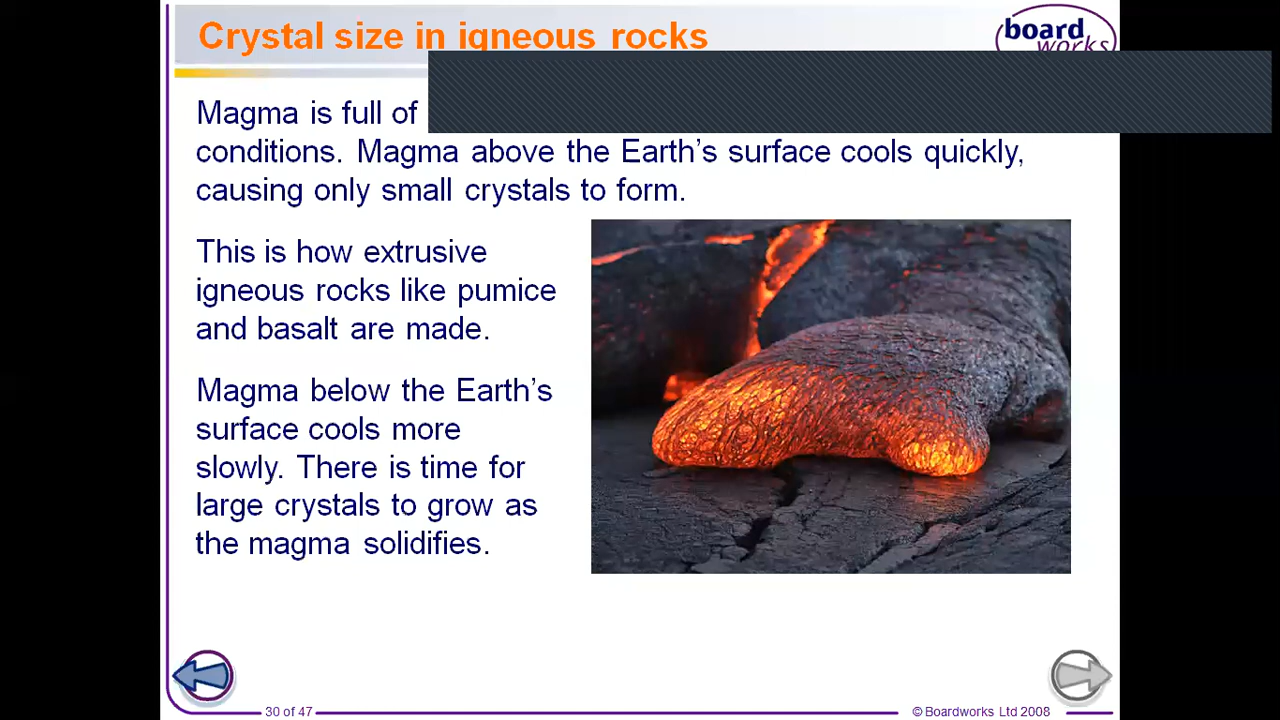 Crystal size in igneous rocks
board
works
Magma is full of
conditions. Magma above the Earth's surface cools quickly,
causing only small crystals to form.
This is how extrusive
igneous rocks like pumice
and basalt are made.
Magma below the Earth's
surface cools more
slowly. There is time for
large crystals to grow as
the magma solidifies.
30 of 47
© Boardworks Ltd 2008